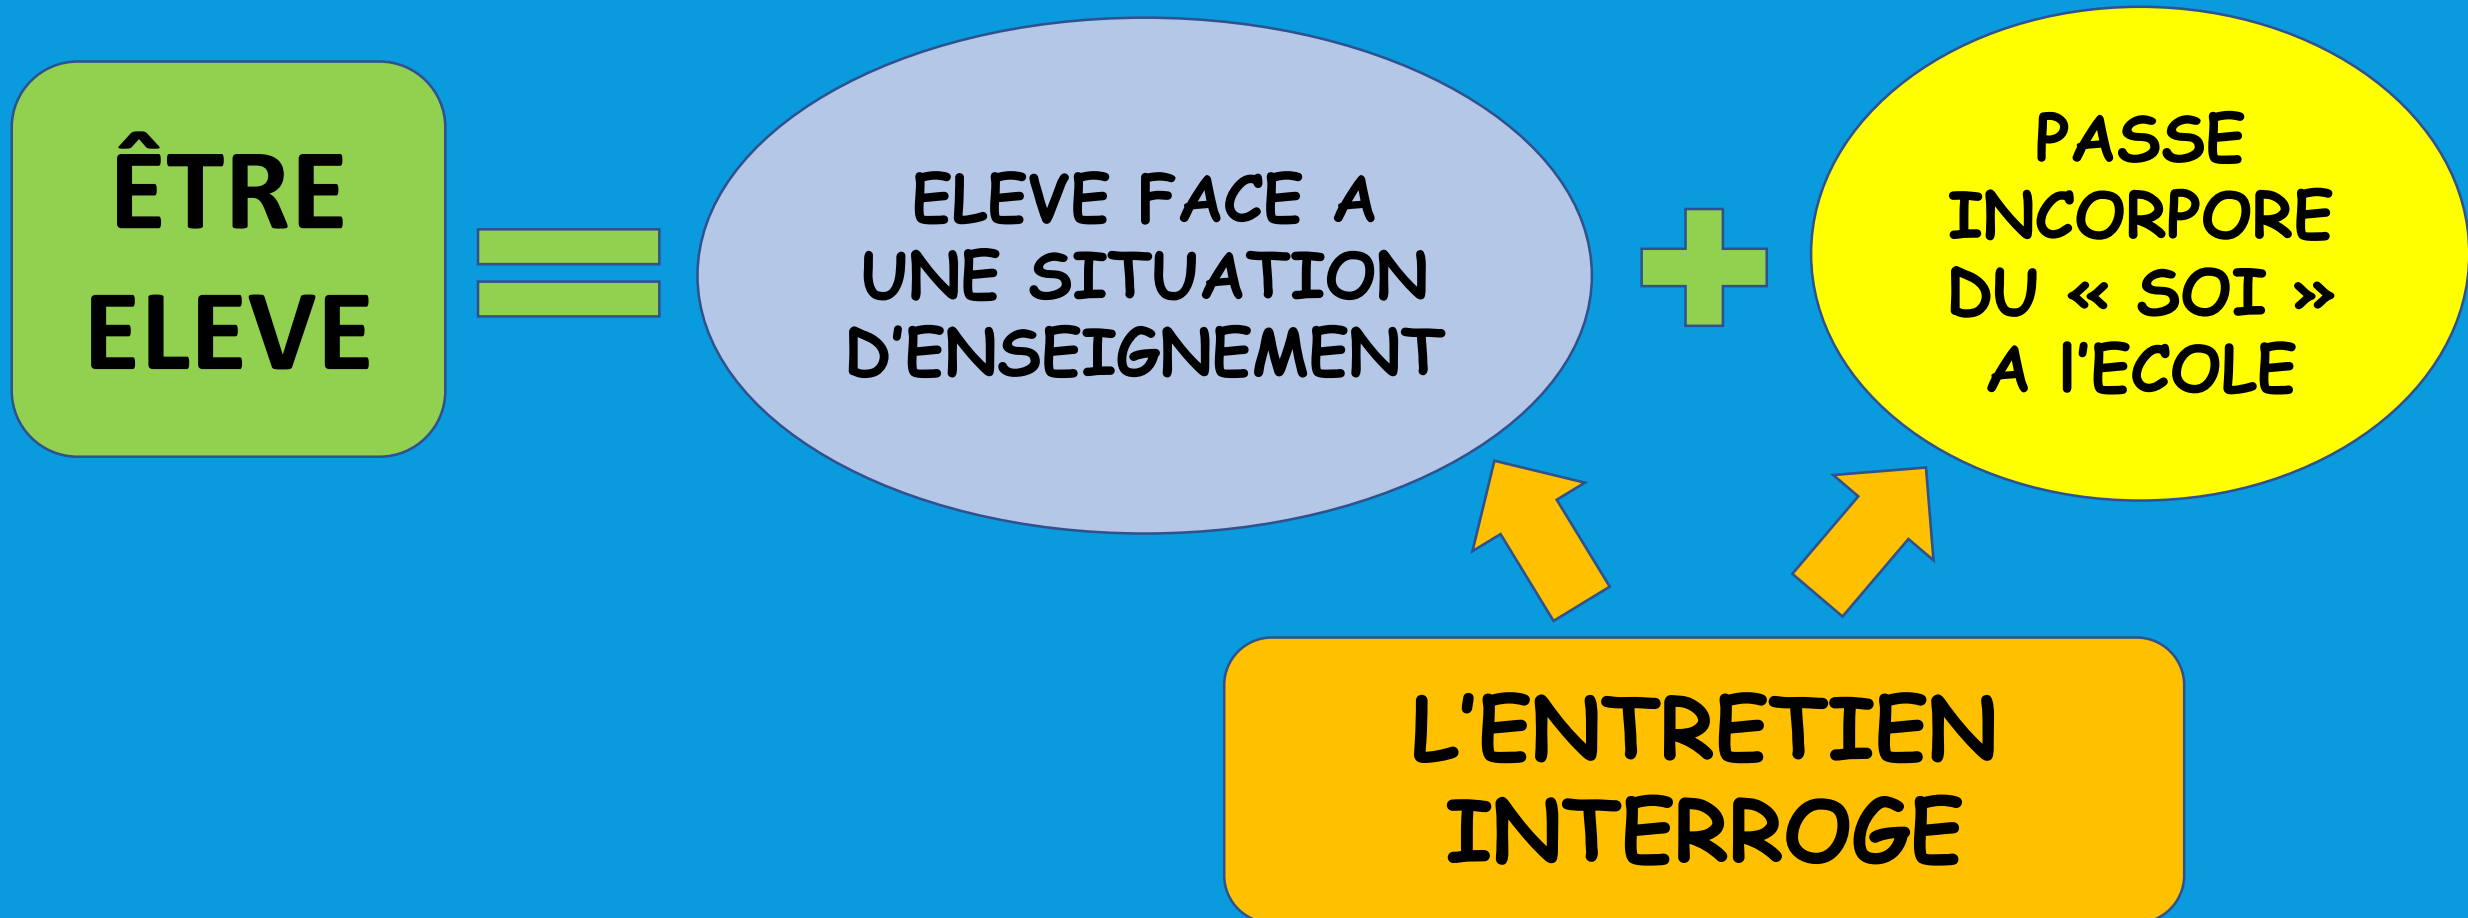 ÊTRE
ELEVE
ELEVE FACE A
UNE SITUATION
D'ENSEIGNEMENT
PASSE
INCORPORE
DU « SOI »
A l'ECOLE
L'ENTRETIEN
INTERROGE